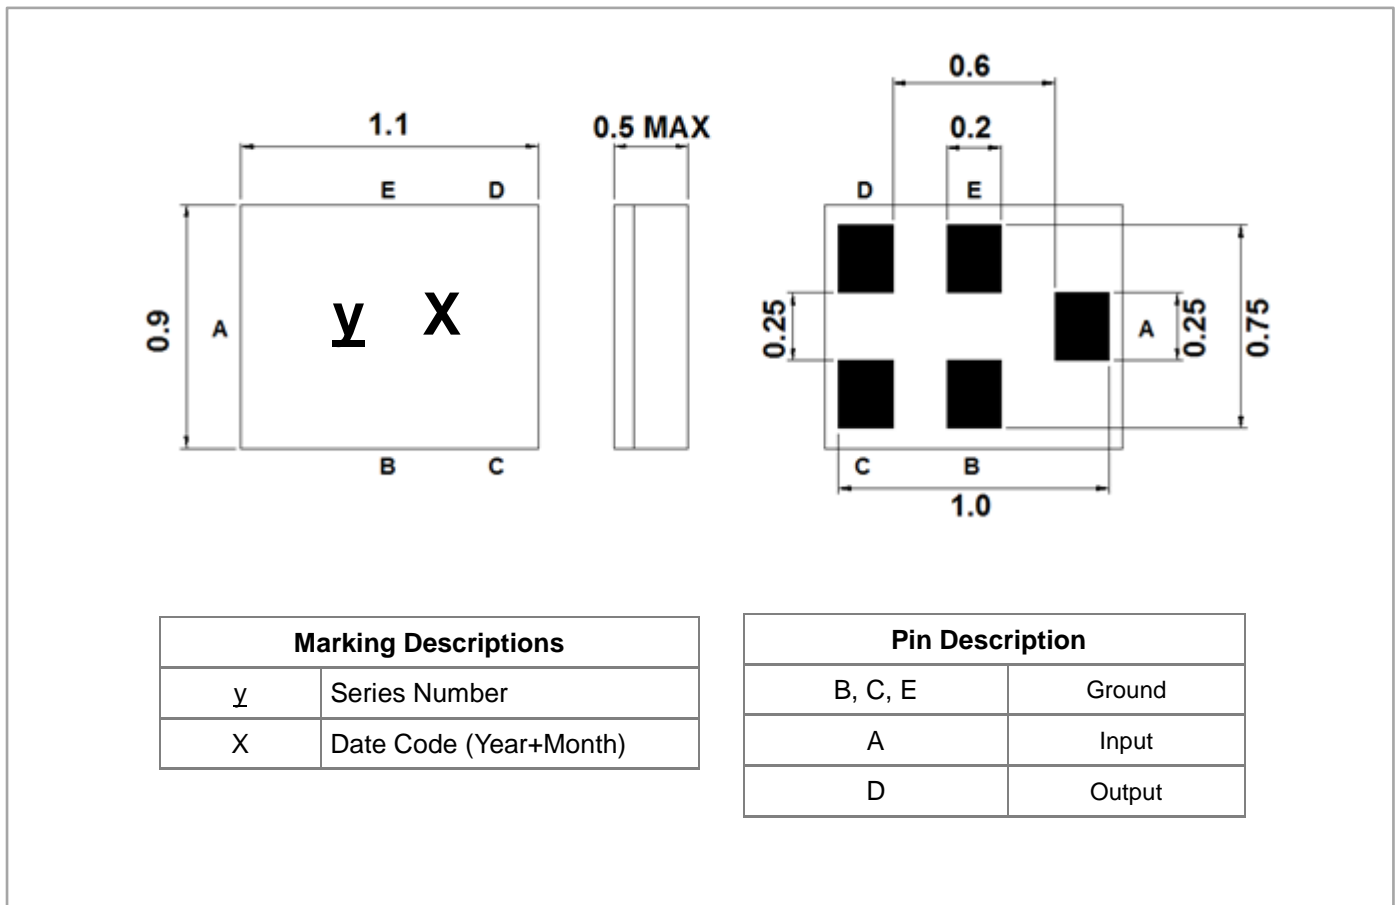 0.6
1.1
0.5 MAX
0.2
E D
D E
0.9
A
y X
0.25
A
0.25
0.75
B C
C B
1.0
Marking Descriptions
y Series Number
X Date Code (Year+Month)
Pin Description
B, C, E Ground
A Input
D Output